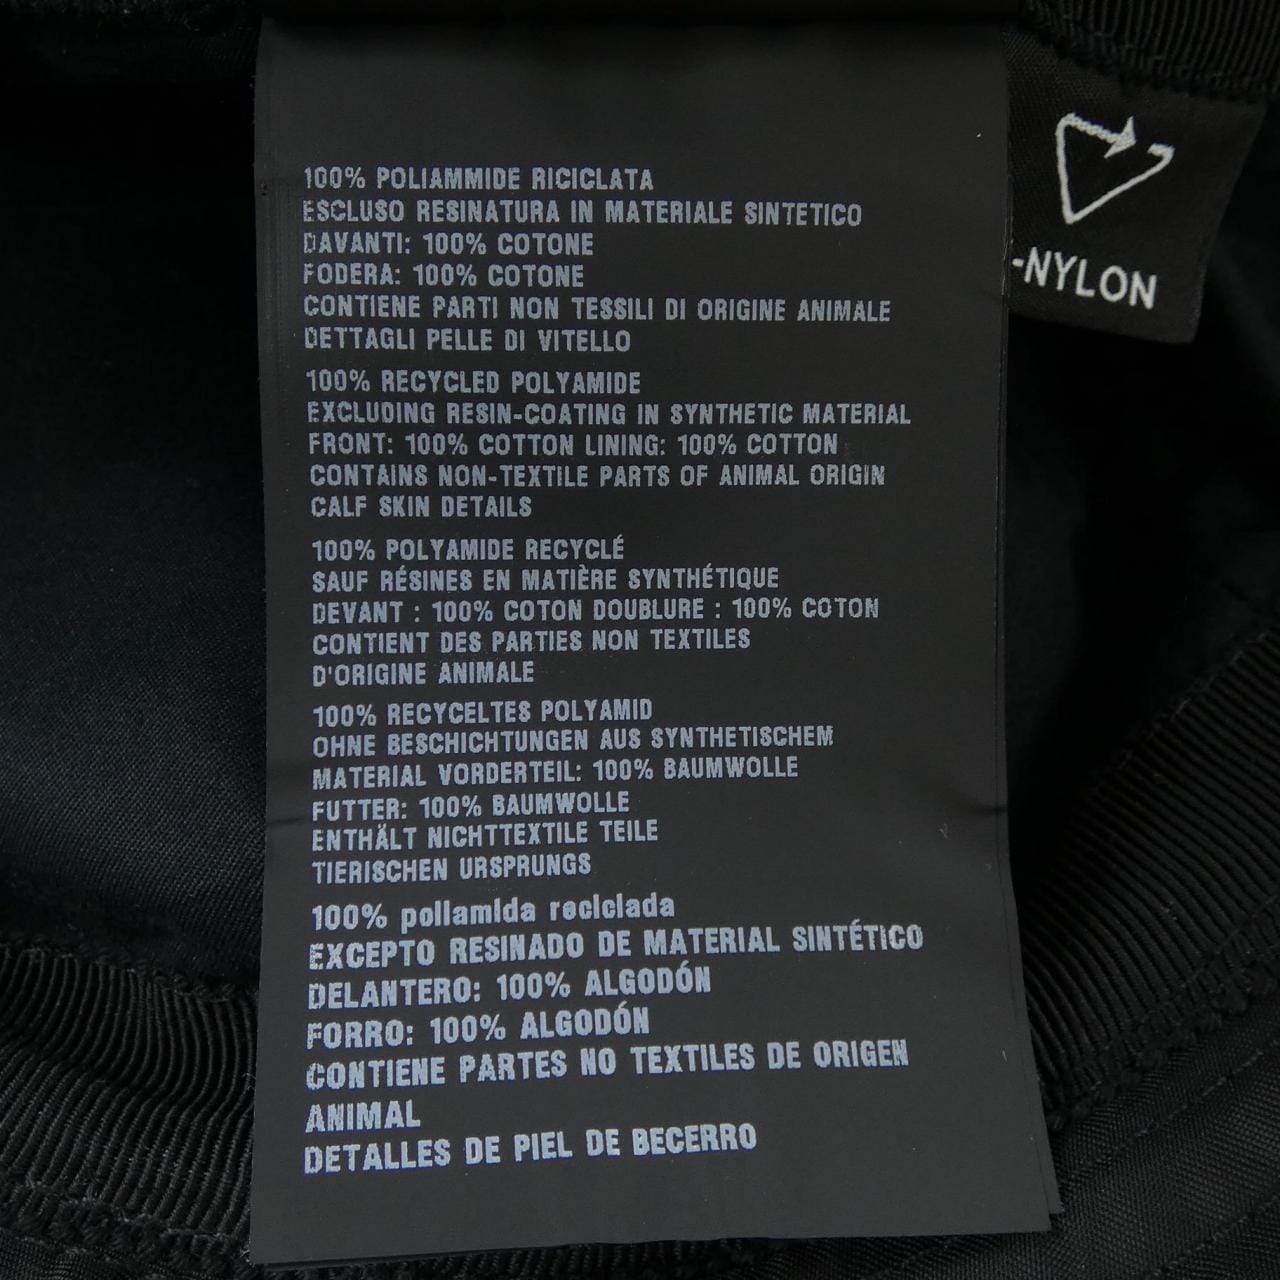 100% POLIAMMIDE RICICLATA
ESCLUSO RESINATURA IN MATERIALE SINTETICO
DAVANTI: 100% COTONE
FODERA: 100% COTONE
CONTIENE PARTI NON TESSILI DI ORIGINE ANIMALE
DETTAGLI PELLE DI VITELLO
100% RECYCLED POLYAMIDE
EXCLUDING RESIN-COATING IN SYNTHETIC MATERIAL
FRONT: 100% COTTON LINING: 100% COTTON
CONTAINS NON-TEXTILE PARTS OF ANIMAL ORIGIN
CALF SKIN DETAILS
100% POLYAMIDE RECYCLÉ
SAUF RÉSINES EN MATIÈRE SYNTHÉTIQUE
DEVANT : 100% COTON DOUBLURE : 100% COTON
CONTIENT DES PARTIES NON TEXTILES
D'ORIGINE ANIMALE
100% RECYCELTES POLYAMID
OHNE BESCHICHTUNGEN AUS SYNTHETISCHEM
MATERIAL VORDERTEIL: 100% BAUMWOLLE
FUTTER: 100% BAUMWOLLE
ENTHÄLT NICHTTEXTILE TEILE
TIERISCHEN URSPRUNGS
100% poliamida reciclada
EXCEPTO RESINADO DE MATERIAL SINTÉTICO
DELANTERO: 100% ALGODÓN
FORRO: 100% ALGODÓN
CONTIENE PARTES NO TEXTILES DE ORIGEN
ANIMAL
DETALLES DE PIEL DE BECERRO
-NYLON